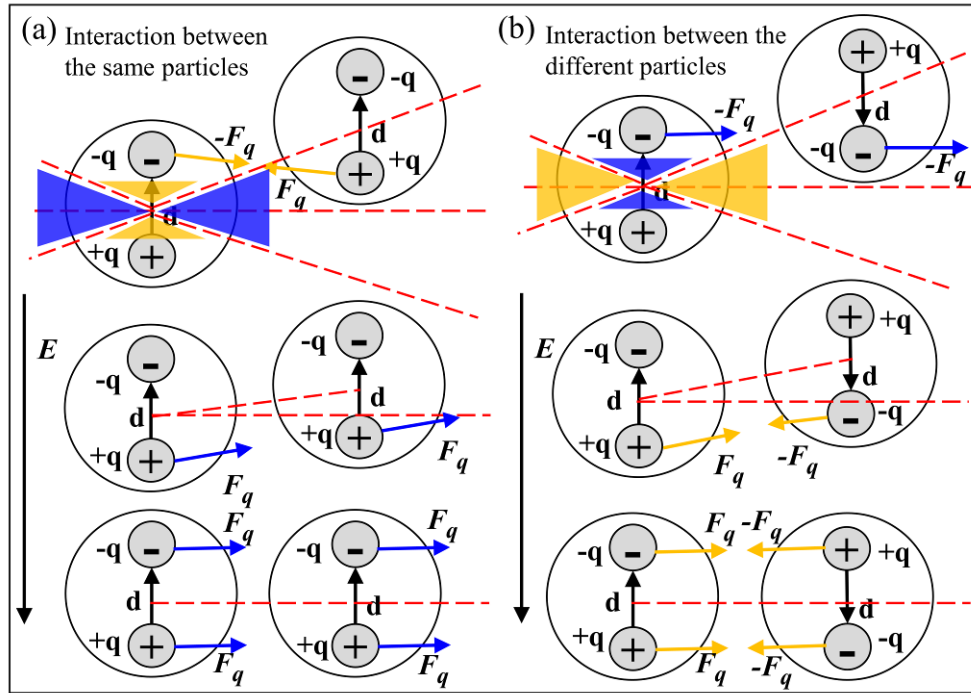 (a) Interaction between
the same particles
-q
d
+q
-q
-F_q
F_q
d
+q
E
-q
d
+q
F_q
-q
d
+q
F_q
-q
F_q
d
+q
F_q
-q
F_q
d
+q
F_q
(b) Interaction between the
different particles
+q
d
-q
-F_q
-q
-F_q
d
+q
E
-q
d
+q
F_q
+q
d
-q
-F_q
-q
F_q
d
+q
F_q
-F_q
+q
d
-q
-F_q